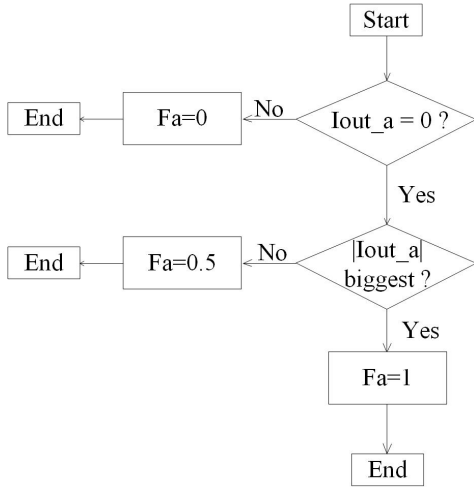 Start
Iout_a = 0 ?
No
Fa=0
End
Yes
|Iout_a|
biggest ?
No
Fa=0.5
End
Yes
Fa=1
End